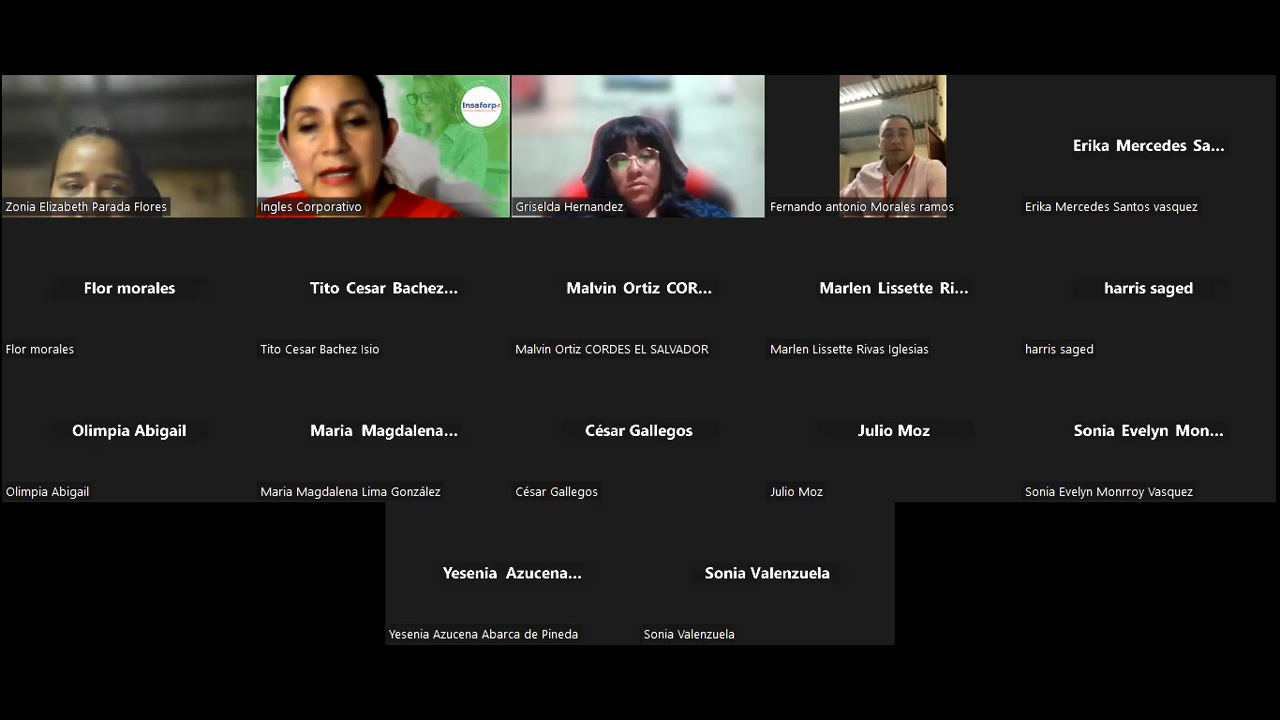 Insaforp
Erika Mercedes Sa...
Zonia Elizabeth Parada Flores
Ingles Corporativo
Griselda Hernandez
Fernando antonio Morales ramos
Erika Mercedes Santos vasquez
Flor morales
Tito Cesar Bachez...
Malvin Ortiz COR...
Marlen Lissette Ri...
harris saged
Flor morales
Tito Cesar Bachez Isio
Malvin Ortiz CORDES EL SALVADOR
Marlen Lissette Rivas Iglesias
harris saged
Olimpia Abigail
Maria Magdalena...
César Gallegos
Julio Moz
Sonia Evelyn Mon...
Olimpia Abigail
Maria Magdalena Lima González
César Gallegos
Julio Moz
Sonia Evelyn Monrroy Vasquez
Yesenia Azucena...
Sonia Valenzuela
Yesenia Azucena Abarca de Pineda
Sonia Valenzuela